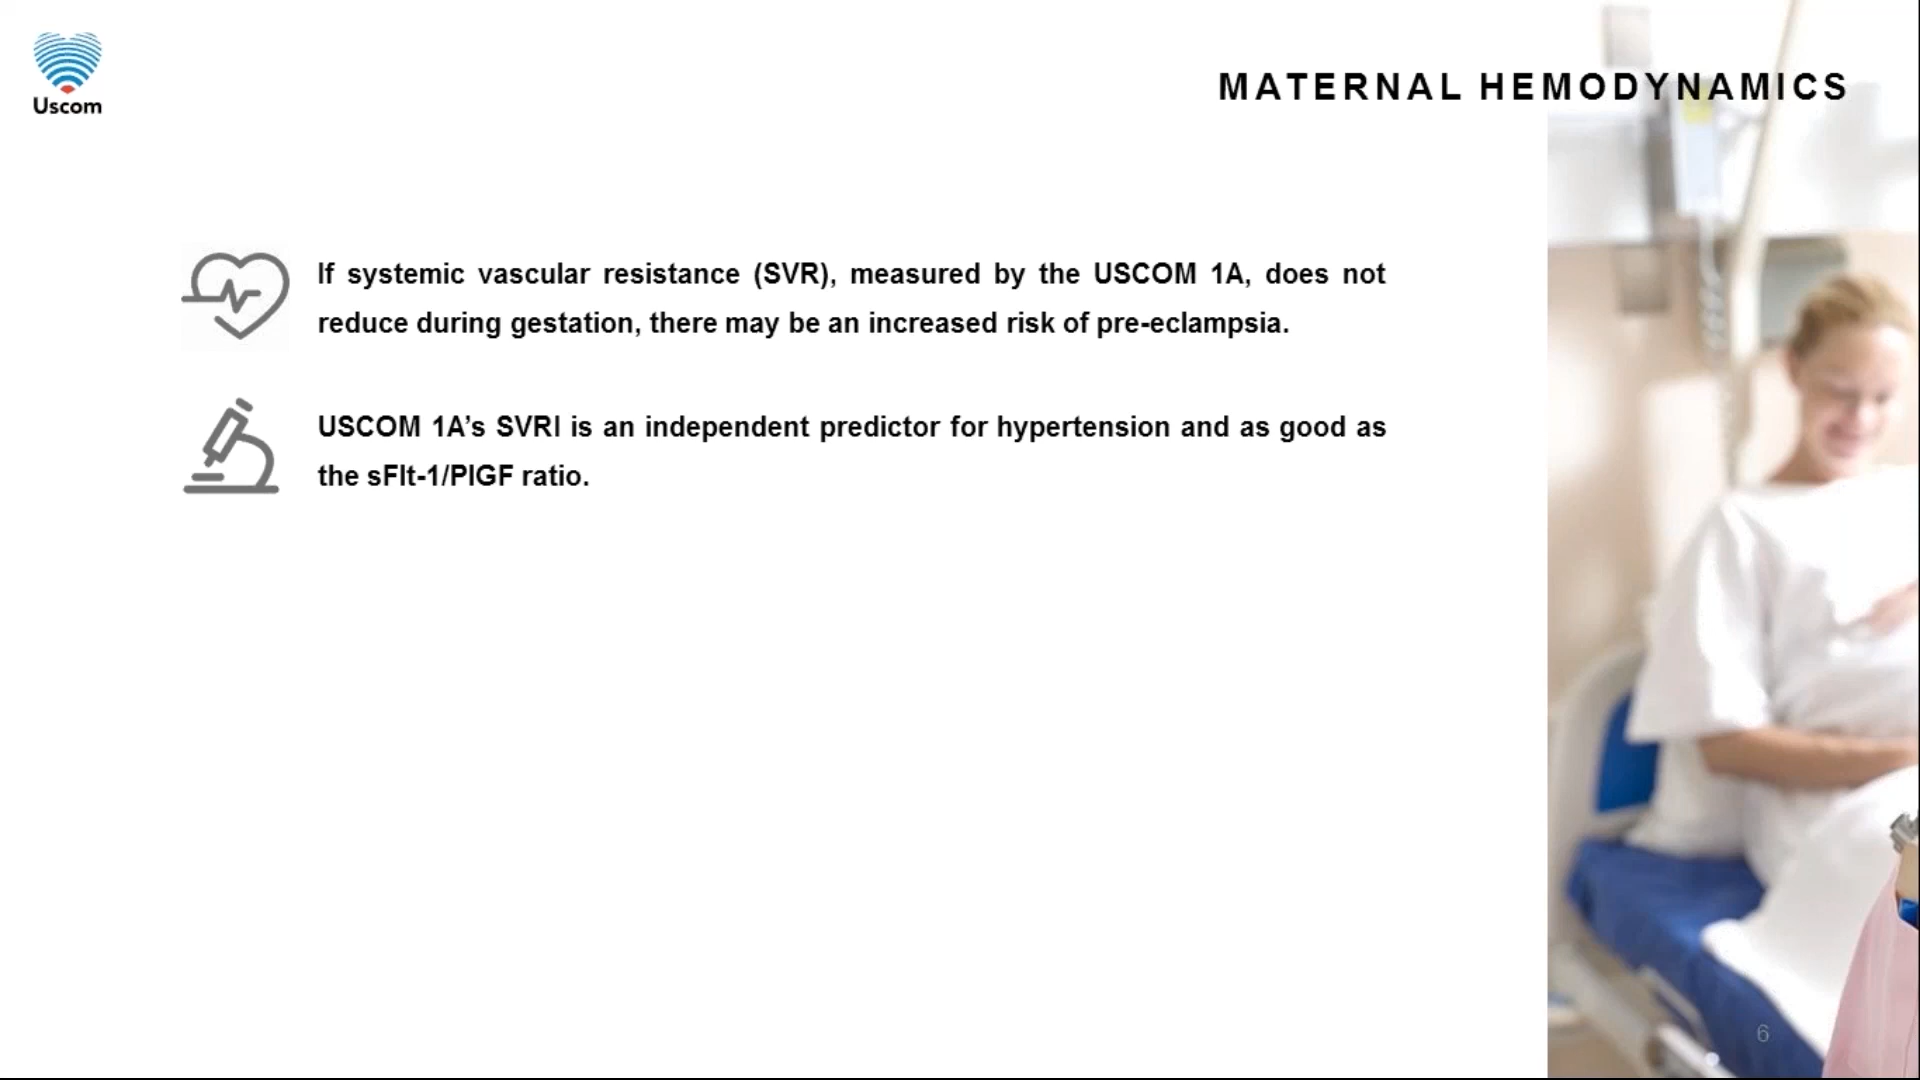 Uscom
MATERNAL HEMODYNAMICS
If systemic vascular resistance (SVR), measured by the USCOM 1A, does not
reduce during gestation, there may be an increased risk of pre-eclampsia.
USCOM 1A’s SVRI is an independent predictor for hypertension and as good as
the sFlt-1/PlGF ratio.
6